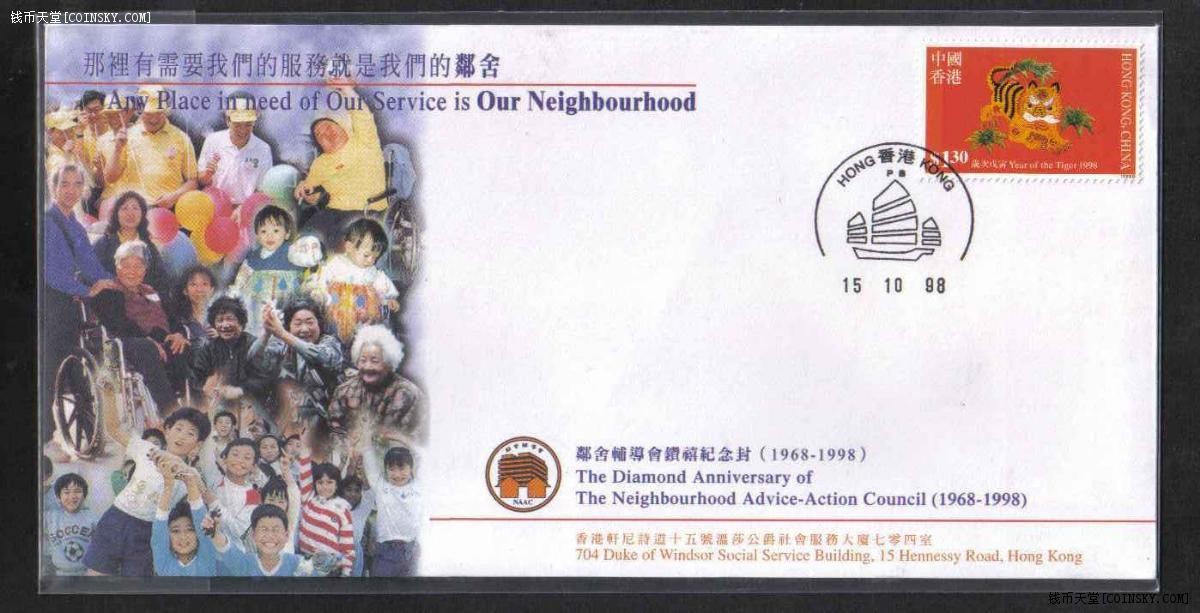 钱币天堂[COINSKY.COM]
那裡有需要我們的服務就是我們的鄰舍
Any Place in need of Our Service is Our Neighbourhood
中國
香港
HONG KONG, CHINA
$1.30
歲次戊寅 Year of the Tiger 1998
HONG 香港 KONG
15 10 98
鄰舍輔導會
NAAC
鄰舍輔導會鑽禧紀念封（1968-1998）
The Diamond Anniversary of
The Neighbourhood Advice-Action Council (1968-1998)
香港軒尼詩道十五號溫莎公爵社會服務大廈七零四室
704 Duke of Windsor Social Service Building, 15 Hennessy Road, Hong Kong
SOCCER
钱币天堂[COINSKY.COM]